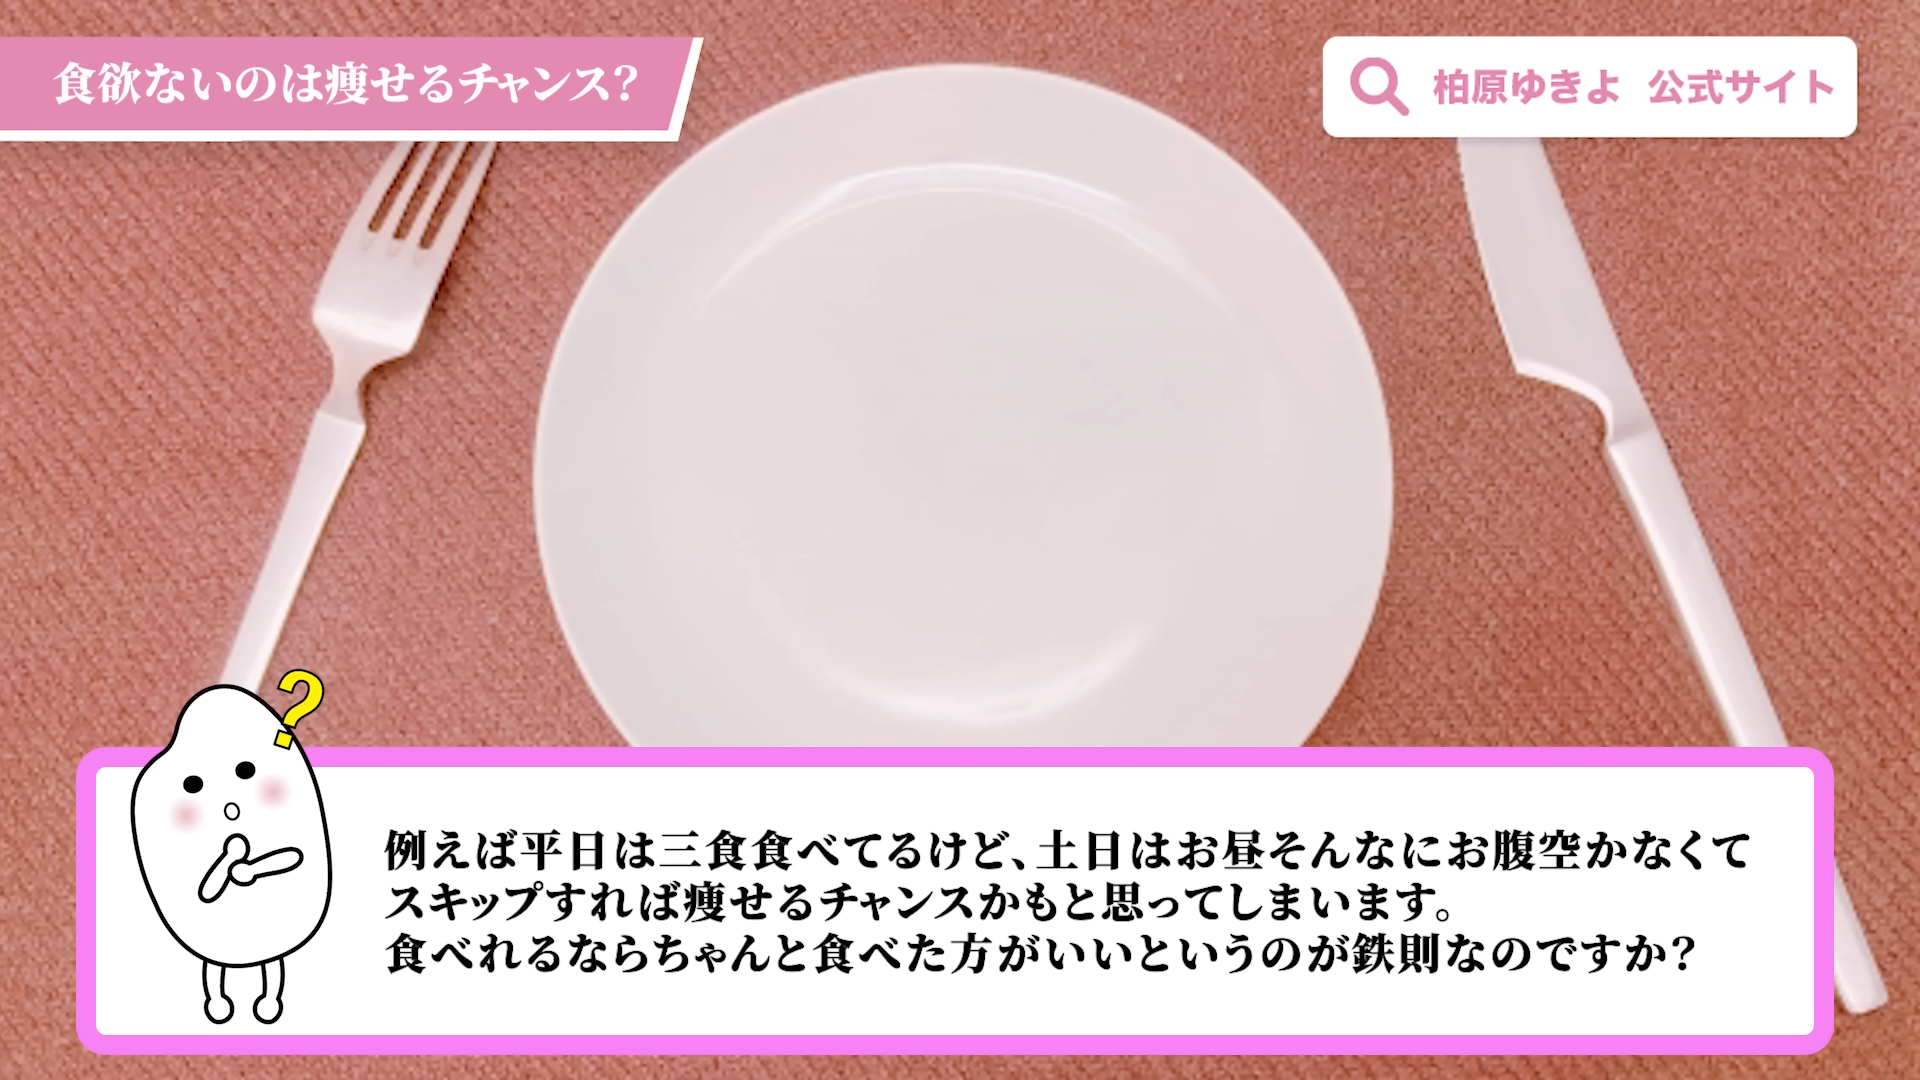 食欲ないのは痩せるチャンス？
柏原ゆきよ 公式サイト
?
例えば平日は三食食べてるけど、土日はお昼そんなにお腹空かなくて
スキップすれば痩せるチャンスかもと思ってしまいます。
食べれるならちゃんと食べた方がいいというのが鉄則なのですか？